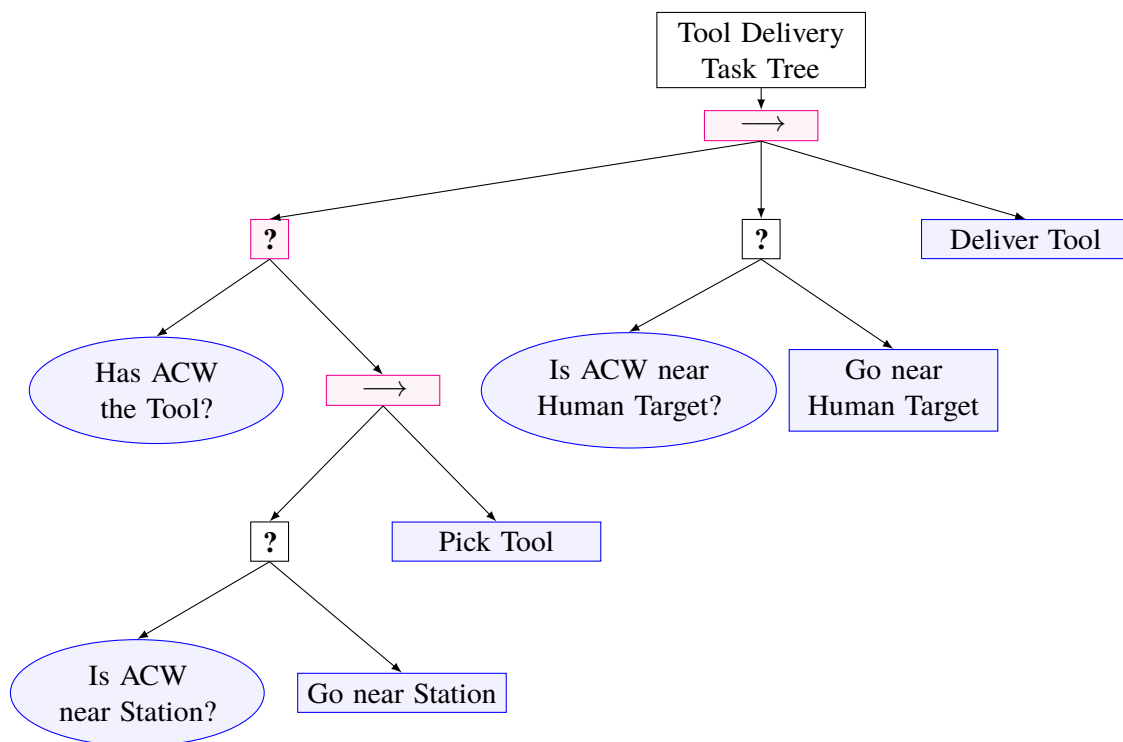 Tool Delivery
Task Tree
⟶
?
?
Deliver Tool
Has ACW
the Tool?
⟶
Is ACW near
Human Target?
Go near
Human Target
?
Pick Tool
Is ACW
near Station?
Go near Station